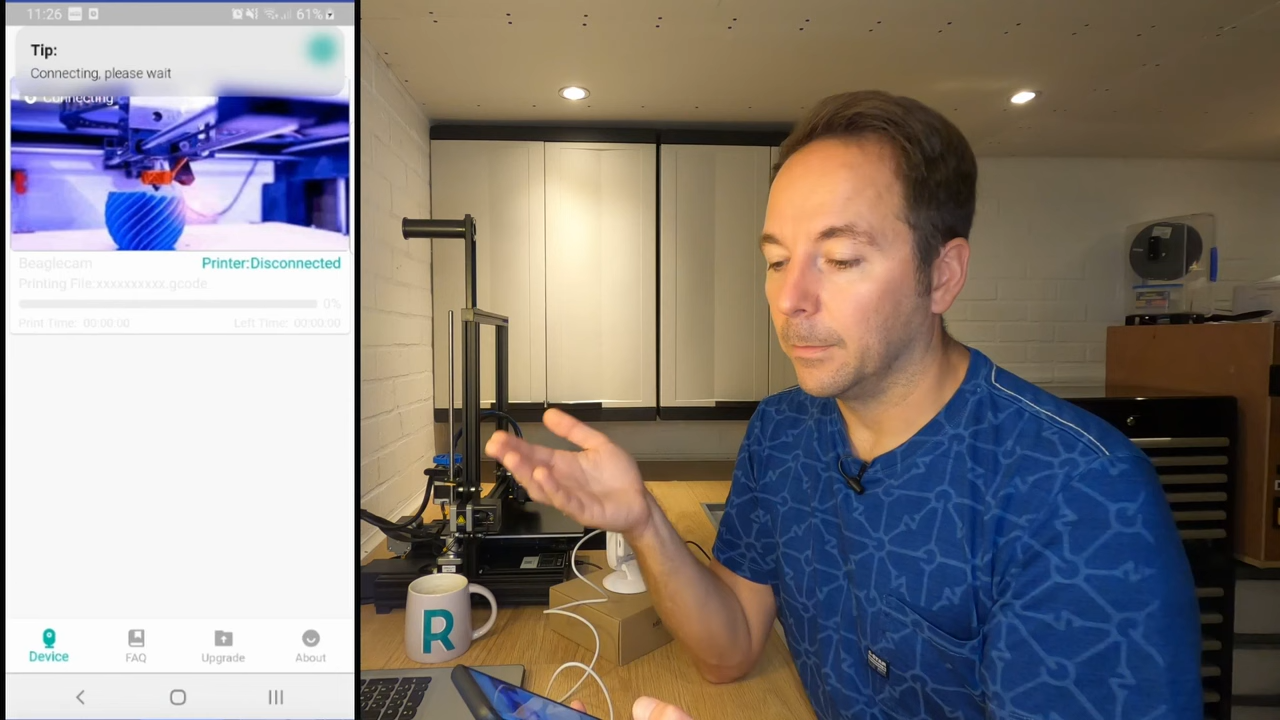 11:26
61%
Tip:
Connecting, please wait
Connecting
Beaglecam Printer:Disconnected
Printing File:xxxxxxxxxx.gcode
0%
Print Time: 00:00:00 Left Time: 00:00:00
Device FAQ Upgrade About
R